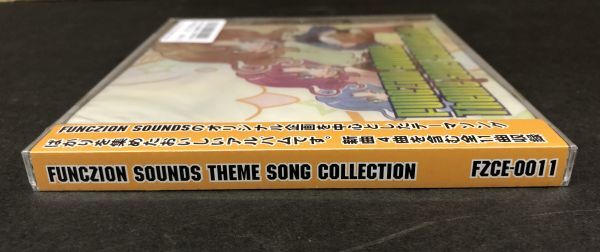 FUNCZION SOUNDSのオリジナル企画を中心としたテーマソング
ばかりを集めたおいしいアルバムです。新曲4曲を含む全11曲収録
FUNCZION SOUNDS THEME SONG COLLECTION FZCE-0011